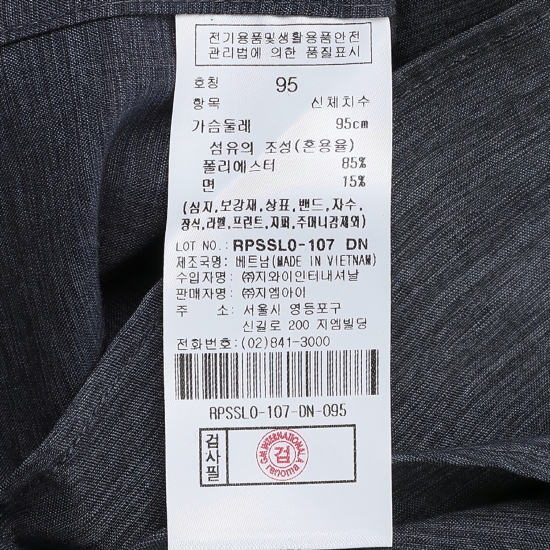 전기용품및생활용품안전
관리법에 의한 품질표시
호칭 95
항목 신체치수
가슴둘레 95cm
섬유의 조성(혼용율)
폴리에스터 85%
면 15%
(심지,보강재,상표,밴드,자수,
장식,라벨,프린트,지퍼,주머니감제외)
LOT NO.: RPSSL0-107 DN
제조국명: 베트남(MADE IN VIETNAM)
수입자명: ㈜지와이인터내셔날
판매자명: ㈜지엠아이
주 소: 서울시 영등포구
신길로 200 지엠빌딩
전화번호: (02)841-3000
RPSSL0-107-DN-095
검사필
검
INTERNATIONAL
renoma